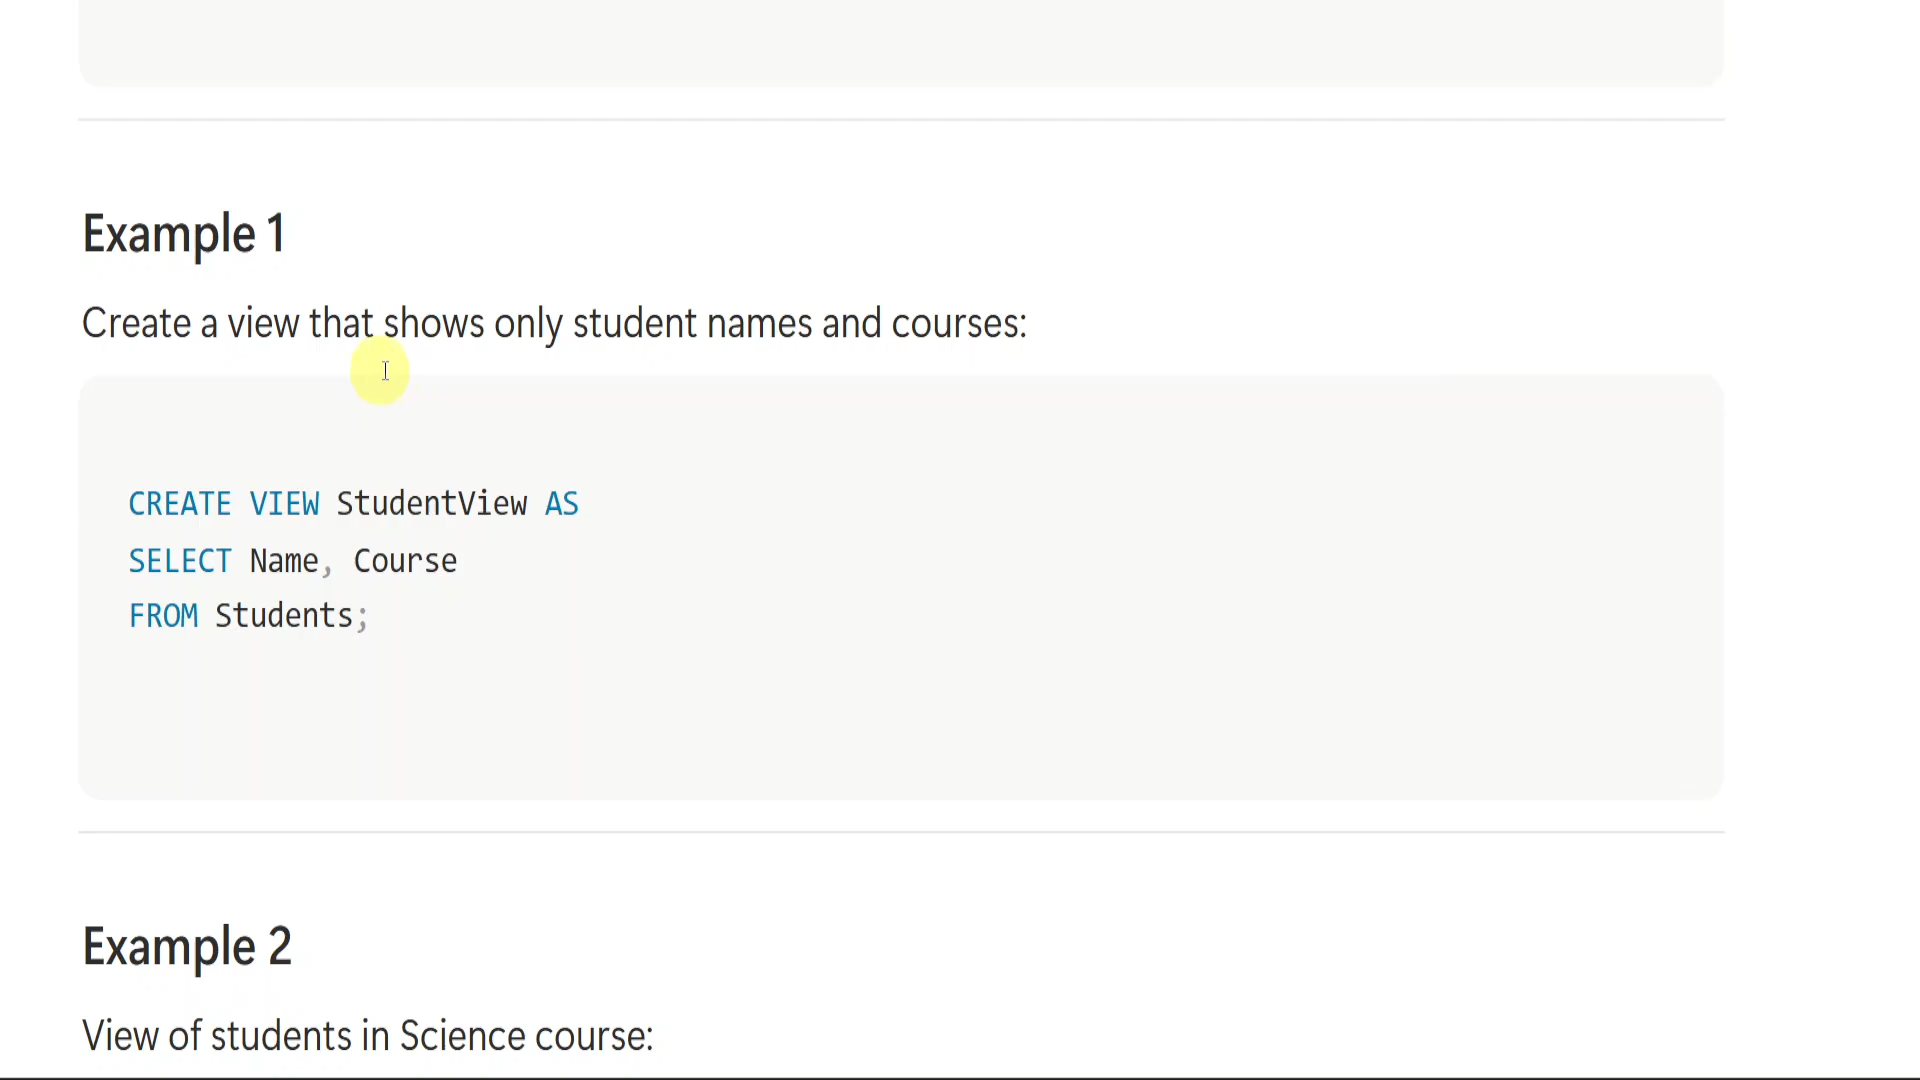 Example 1
Create a view that shows only student names and courses:
CREATE VIEW StudentView AS
SELECT Name, Course
FROM Students;
Example 2
View of students in Science course: